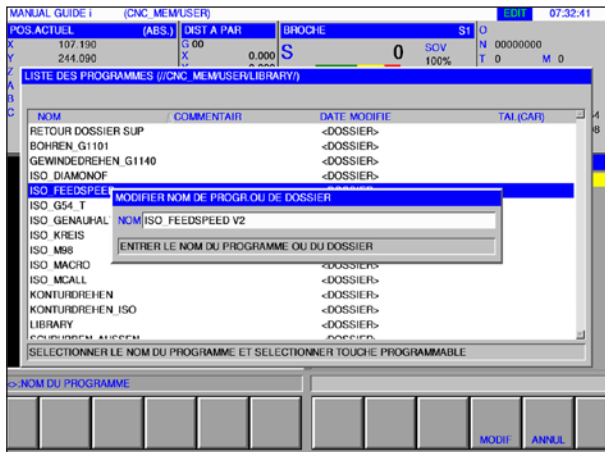 MANUAL GUIDE i (CNC_MEM/USER) EDIT 07:32:41
POS.ACTUEL (ABS.) DIST A PAR BROCHE S1 O
X 107.190 G 00 S 0 SOV N 00000000
Y 244.090 X 0.000 100% T 0 M 0
Z
LISTE DES PROGRAMMES (//CNC_MEM/USER/LIBRARY/)
A
B
C
NOM COMMENTAIR DATE MODIFIE TAL(CAR)
RETOUR DOSSIER SUP <DOSSIER>
BOHREN_G1101 <DOSSIER>
GEWINDEDREHEN_G1140 <DOSSIER>
ISO_DIAMONOF <DOSSIER>
ISO_FEEDSPEED
MODIFIER NOM DE PROGR.OU DE DOSSIER
ISO_G54_T
NOM ISO_FEEDSPEED V2
ISO_GENAUHAL
ISO_KREIS
ENTRER LE NOM DU PROGRAMME OU DU DOSSIER
ISO_M98
ISO_MACRO <DOSSIER>
ISO_MCALL <DOSSIER>
KONTURDREHEN <DOSSIER>
KONTURDREHEN_ISO <DOSSIER>
LIBRARY <DOSSIER>
SELECTIONNER LE NOM DU PROGRAMME ET SELECTIONNER TOUCHE PROGRAMMABLE
<>:NOM DU PROGRAMME
MODIF ANNUL